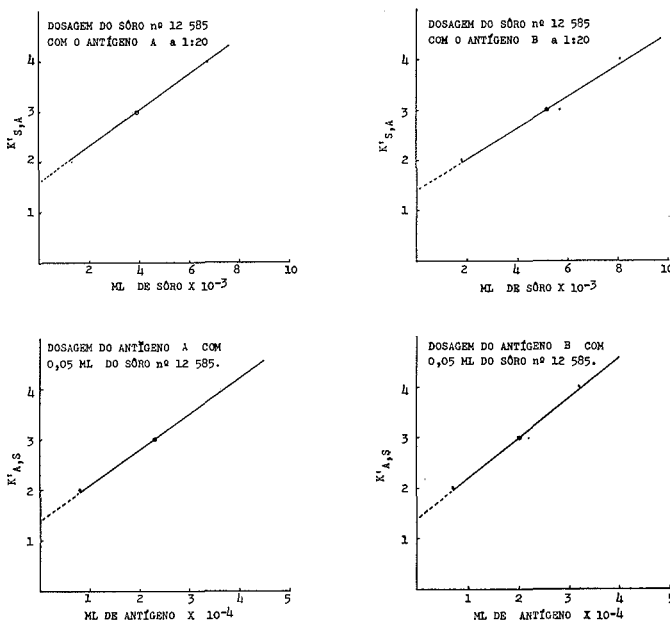 DOSAGEM DO SÔRO nº 12 585
COM O ANTÍGENO A a 1:20
4
3
2
1
K'S,A
2 4 6 8 10
ML DE SÔRO X 10-3
DOSAGEM DO SÔRO nº 12 585
COM O ANTÍGENO B a 1:20
4
3
2
1
K'S,A
2 4 6 8 10
ML DE SÔRO X 10-3
DOSAGEM DO ANTÍGENO A COM
0,05 ML DO SÔRO nº 12 585.
4
3
2
1
K'A,S
1 2 3 4 5
ML DE ANTÍGENO X 10-4
DOSAGEM DO ANTÍGENO B COM
0,05 ML DO SÔRO nº 12 585.
4
3
2
1
K'A,S
1 2 3 4 5
ML DE ANTÍGENO X 10-4